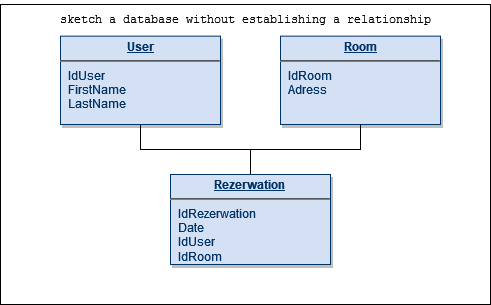 sketch a database without establishing a relationship
User
IdUser
FirstName
LastName
Room
IdRoom
Adress
Rezerwation
IdRezerwation
Date
IdUser
IdRoom